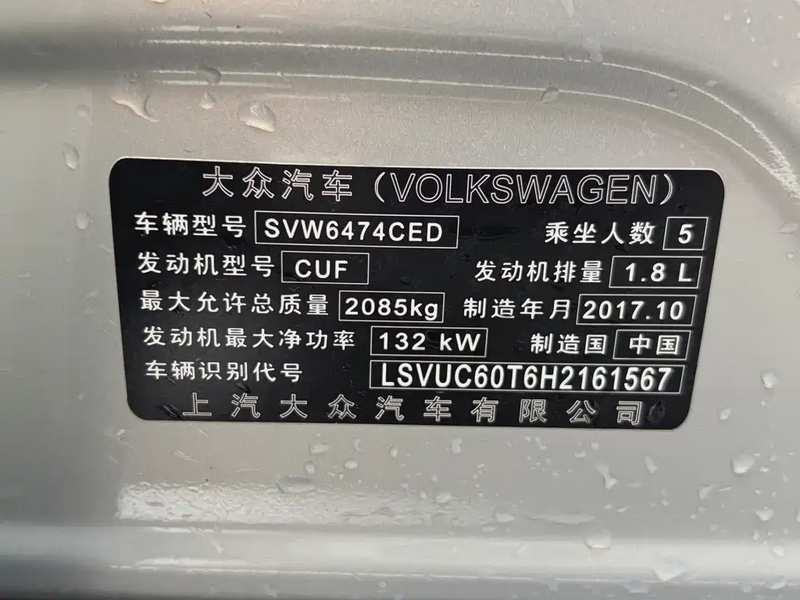 大众汽车（VOLKSWAGEN）
车辆型号 SVW6474CED 乘坐人数 5
发动机型号 CUF 发动机排量 1.8 L
最大允许总质量 2085kg 制造年月 2017.10
发动机最大净功率 132 kW 制造国 中国
车辆识别代号 LSVUC60T6H2161567
上汽大众汽车有限公司